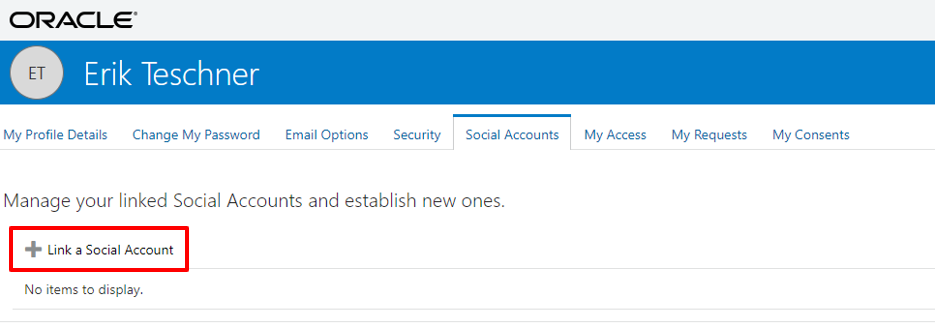 ORACLE
ET
Erik Teschner
My Profile Details Change My Password Email Options Security Social Accounts My Access My Requests My Consents
Manage your linked Social Accounts and establish new ones.
Link a Social Account
No items to display.